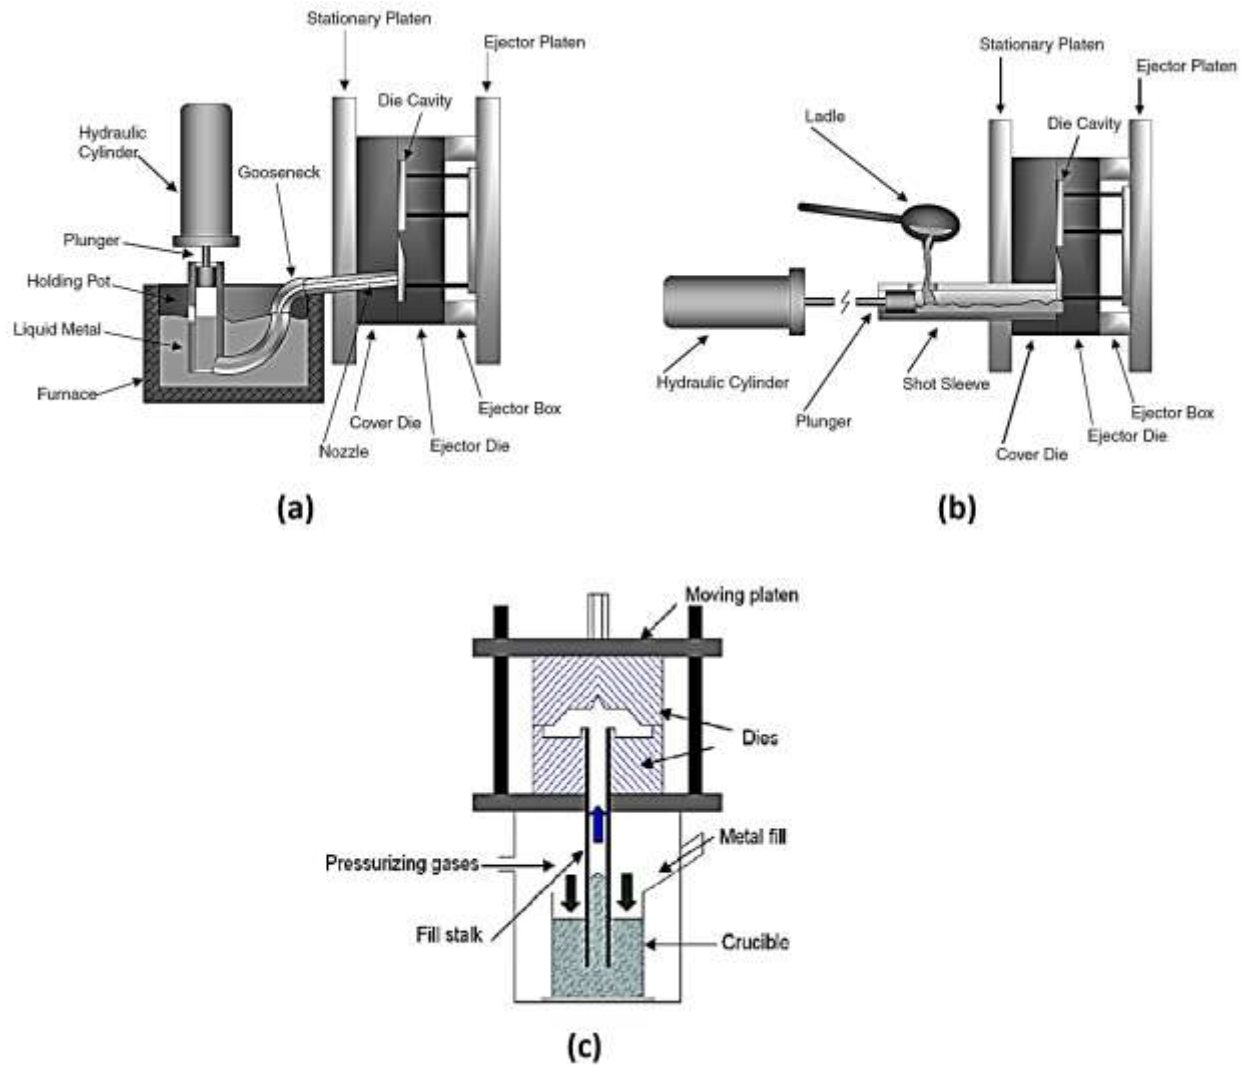 Stationary Platen
Ejector Platen
Die Cavity
Hydraulic
Cylinder
Gooseneck
Plunger
Holding Pot
Liquid Metal
Furnace
Ejector Box
Cover Die
Ejector Die
Nozzle
(a)
Stationary Platen
Ejector Platen
Ladle
Die Cavity
Hydraulic Cylinder
Shot Sleeve
Plunger
Ejector Box
Ejector Die
Cover Die
(b)
Moving platen
Dies
Metal fill
Pressurizing gases
Fill stalk
Crucible
(c)